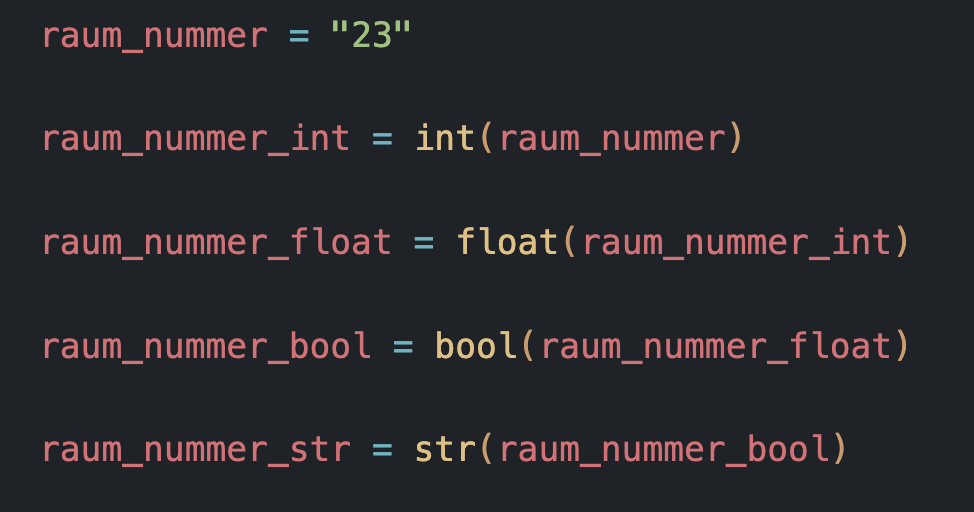 raum_nummer = "23"
raum_nummer_int = int(raum_nummer)
raum_nummer_float = float(raum_nummer_int)
raum_nummer_bool = bool(raum_nummer_float)
raum_nummer_str = str(raum_nummer_bool)